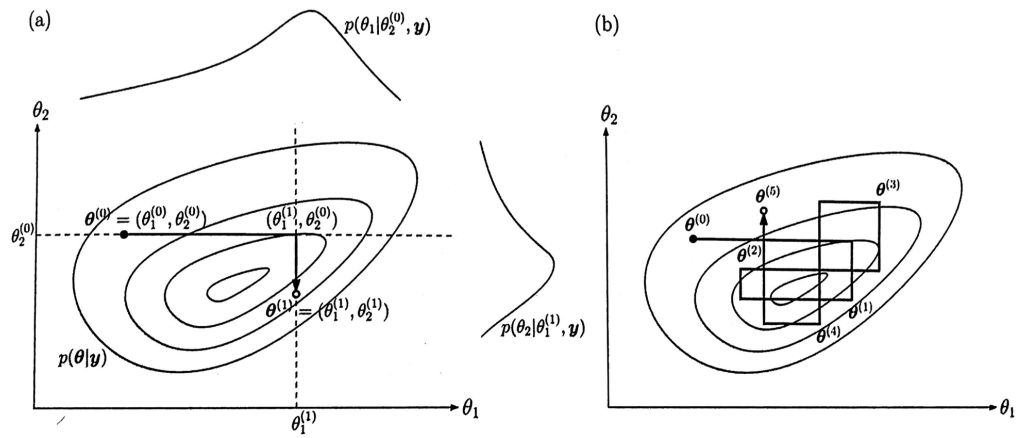 (a)
p(θ₁|θ₂⁽⁰⁾, y)
θ₂
θ₂⁽⁰⁾
θ⁽⁰⁾ = (θ₁⁽⁰⁾, θ₂⁽⁰⁾)
(θ₁⁽¹⁾, θ₂⁽⁰⁾)
θ⁽¹⁾ = (θ₁⁽¹⁾, θ₂⁽¹⁾)
p(θ|y)
θ₁
θ₁⁽¹⁾
p(θ₂|θ₁⁽¹⁾, y)
(b)
θ₂
θ⁽⁵⁾
θ⁽³⁾
θ⁽⁰⁾
θ⁽²⁾
θ⁽¹⁾
θ⁽⁴⁾
θ₁